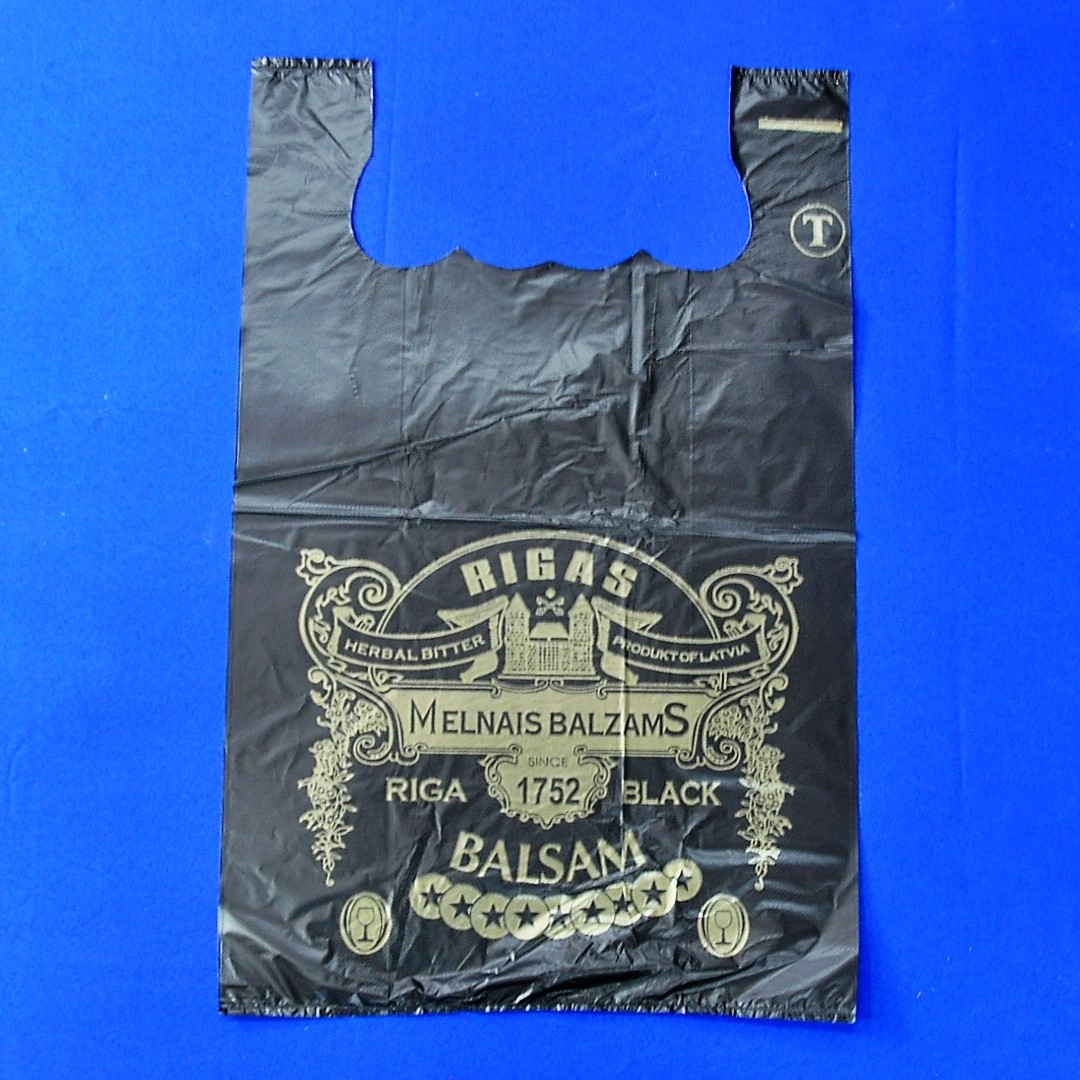 T
RIGAS
HERBAL BITTER
PRODUKT OF LATVIA
MELNAIS BALZAMS
SINCE
RIGA 1752 BLACK
BALSAM